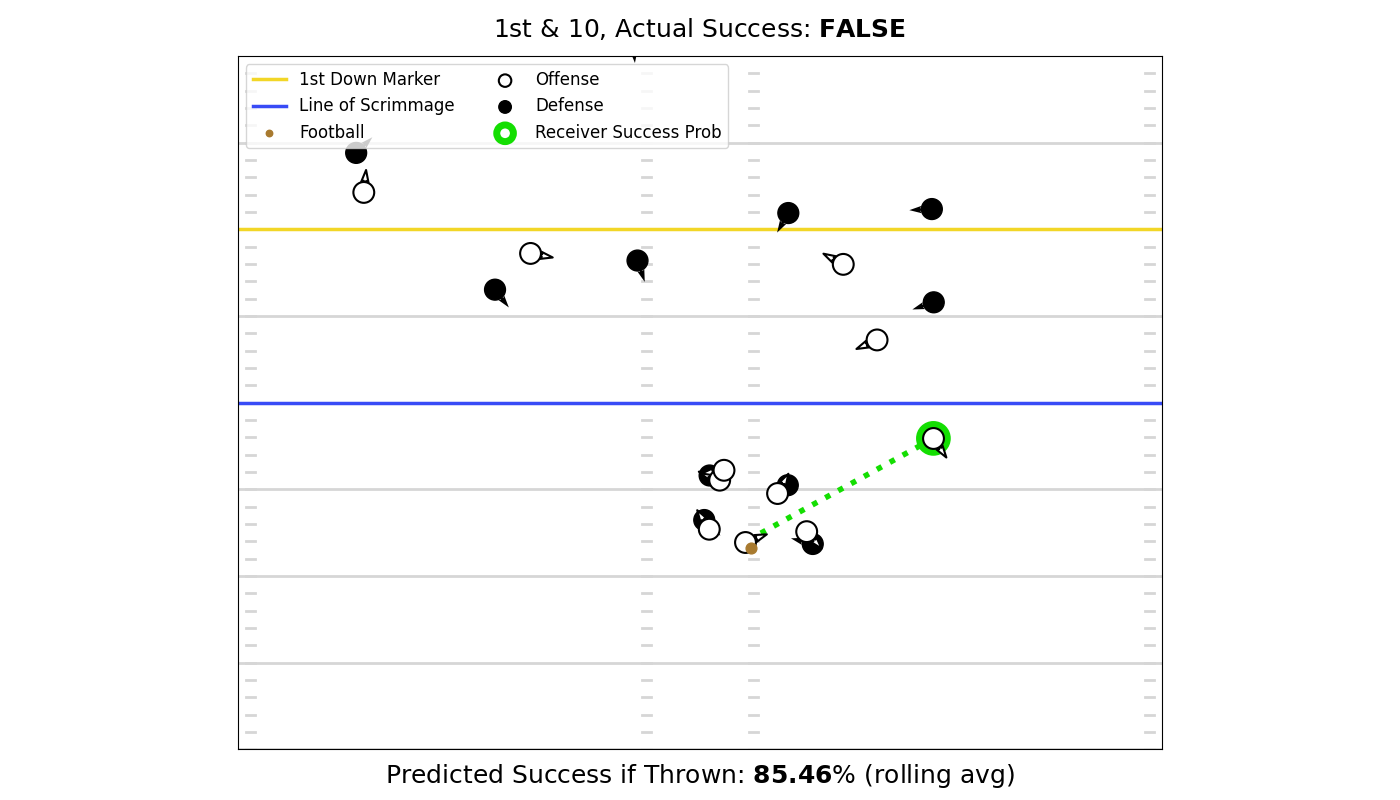 1st & 10, Actual Success: FALSE
1st Down Marker
Line of Scrimmage
Football
Offense
Defense
Receiver Success Prob
Predicted Success if Thrown: 85.46% (rolling avg)